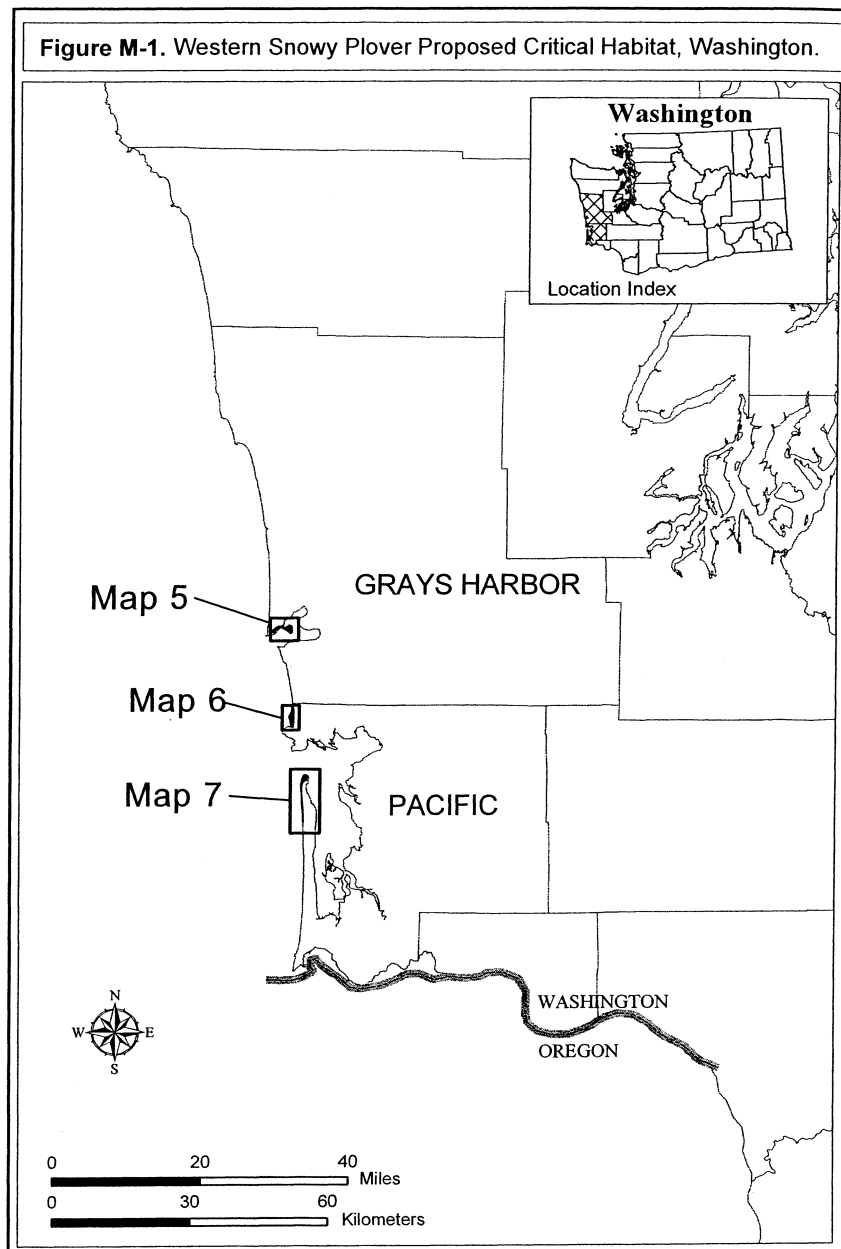 Figure M-1. Western Snowy Plover Proposed Critical Habitat, Washington.
Washington
Location Index
Map 5
GRAYS HARBOR
Map 6
Map 7
PACIFIC
N
W E
S
WASHINGTON
OREGON
0 20 40
Miles
0 30 60
Kilometers